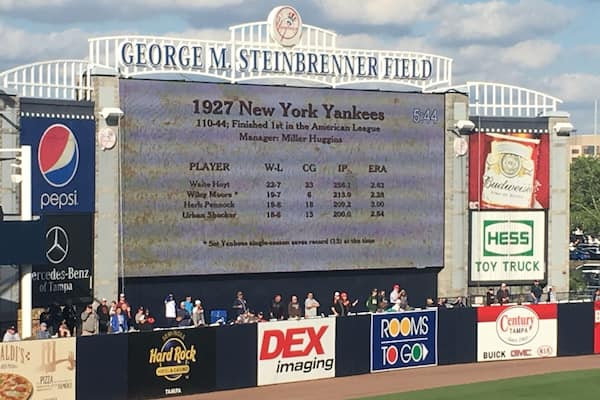 GEORGE M. STEINBRENNER FIELD
1927 New York Yankees
5:44
110-44; Finished 1st in the American League
Manager: Miller Huggins
PLAYER W-L CG IP ERA
Waite Hoyt 22-7 23 256.1 2.63
Wilcy Moore* 19-7 6 213.0 2.28
Herb Pennock 19-8 18 209.2 3.00
Urban Shocker 18-6 13 200.0 2.84
* Set Yankees single-season saves record (13) at the time
pepsi
Mercedes-Benz
of Tampa
Budweiser
HESS
TOY TRUCK
PIZZA
Hard Rock
TAMPA
DEX
imaging
ROOMS
TO GO
Century
TAMPA
BUICK GMC KIA